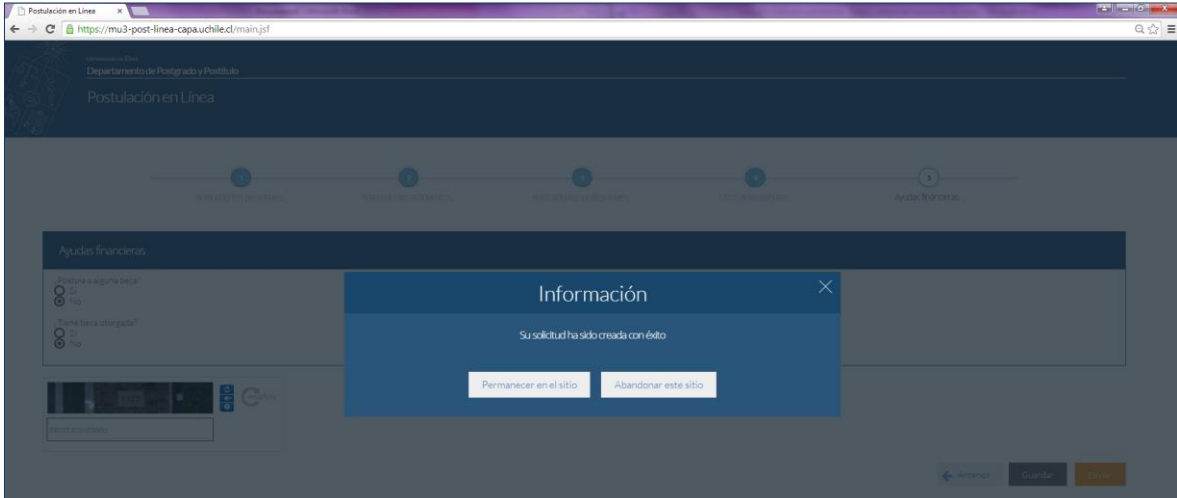 Postulación en Línea
https://mu3-post-linea-capa.uchile.cl/main.jsf
Departamento de Postgrado y Postítulo
Postulación en Línea
Ayudas financieras
Ayudas financieras
¿Postula a alguna beca?
Si
No
¿Tiene beca otorgada?
Si
No
Información
Su solicitud ha sido creada con éxito
Permanecer en el sitio
Abandonar este sitio
Anterior
Guardar
Enviar